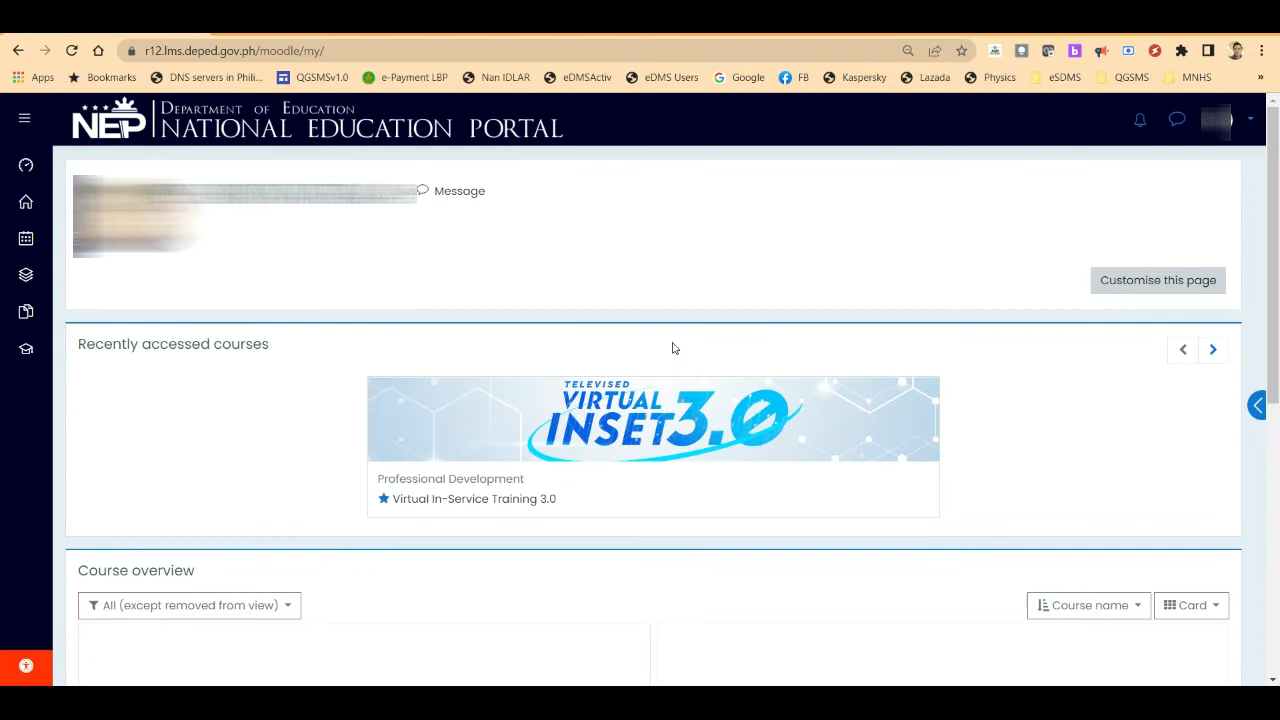 r12.lms.deped.gov.ph/moodle/my/
Apps Bookmarks DNS servers in Phili... QGSMSv1.0 e-Payment LBP Nan IDLAR eDMSActiv eDMS Users Google FB Kaspersky Lazada Physics eSDMS QGSMS MNHS »
NEP DEPARTMENT OF EDUCATION
NATIONAL EDUCATION PORTAL
Message
Customise this page
Recently accessed courses
TELEVISED
VIRTUAL
INSET 3.0
Professional Development
Virtual In-Service Training 3.0
Course overview
All (except removed from view) Course name Card